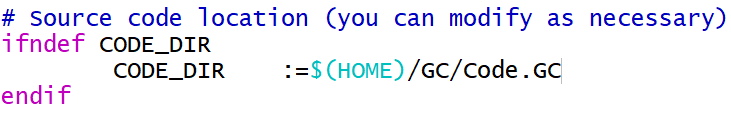 # Source code location (you can modify as necessary)
ifndef CODE_DIR
CODE_DIR :=$(HOME)/GC/Code.GC
endif